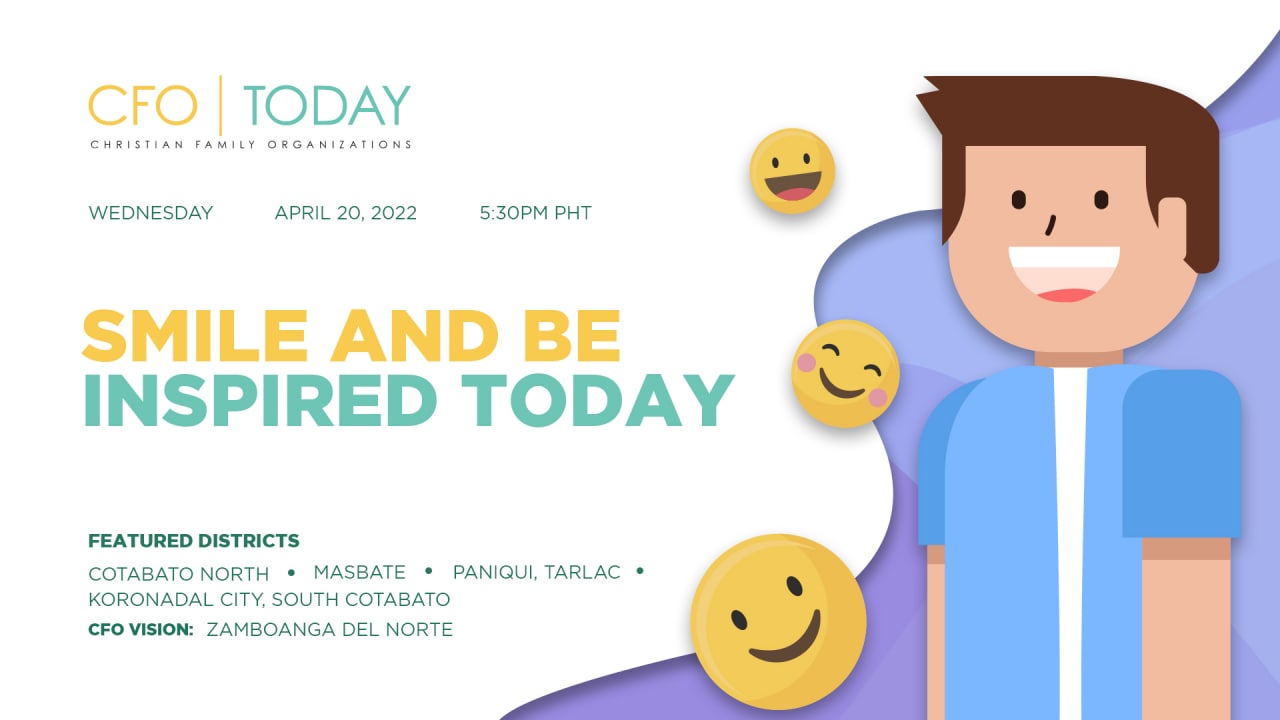 CFO | TODAY
CHRISTIAN FAMILY ORGANIZATIONS
WEDNESDAY APRIL 20, 2022 5:30PM PHT
SMILE AND BE
INSPIRED TODAY
FEATURED DISTRICTS
COTABATO NORTH • MASBATE • PANIQUI, TARLAC •
KORONADAL CITY, SOUTH COTABATO
CFO VISION: ZAMBOANGA DEL NORTE